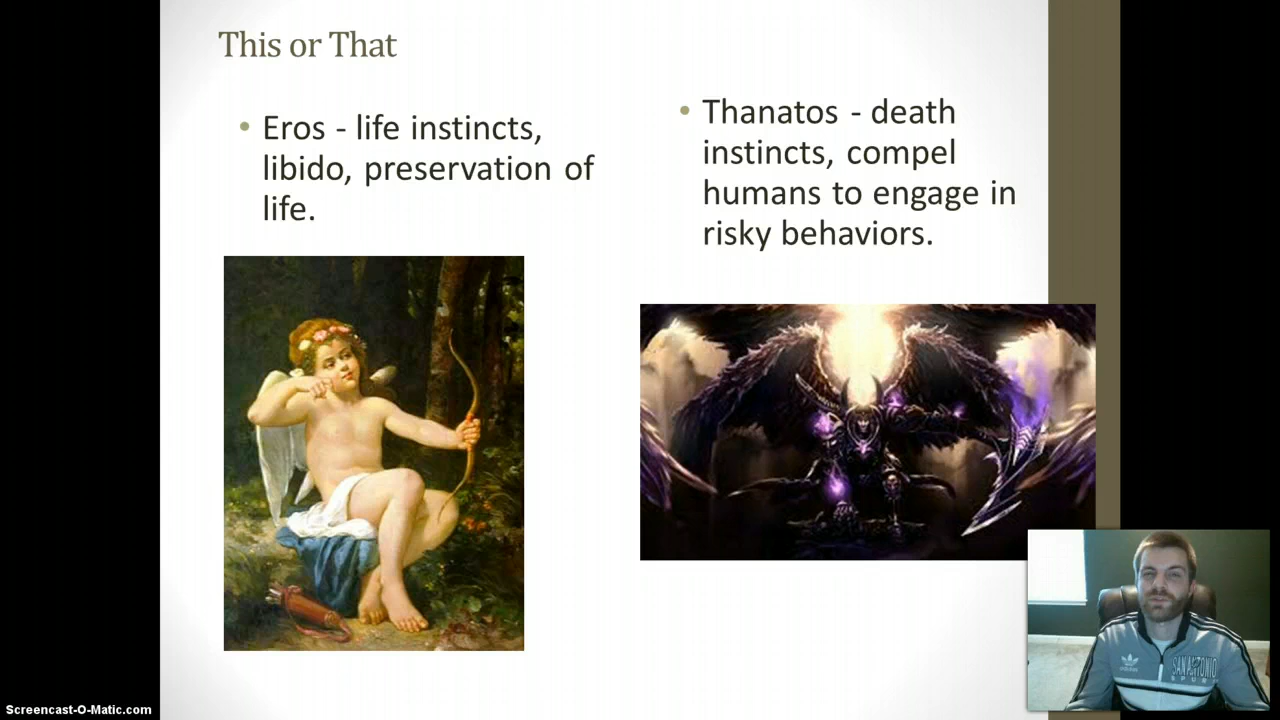 This or That
• Eros - life instincts,
libido, preservation of
life.
• Thanatos - death
instincts, compel
humans to engage in
risky behaviors.
SAN ANTONIO
SPURS
Screencast-O-Matic.com